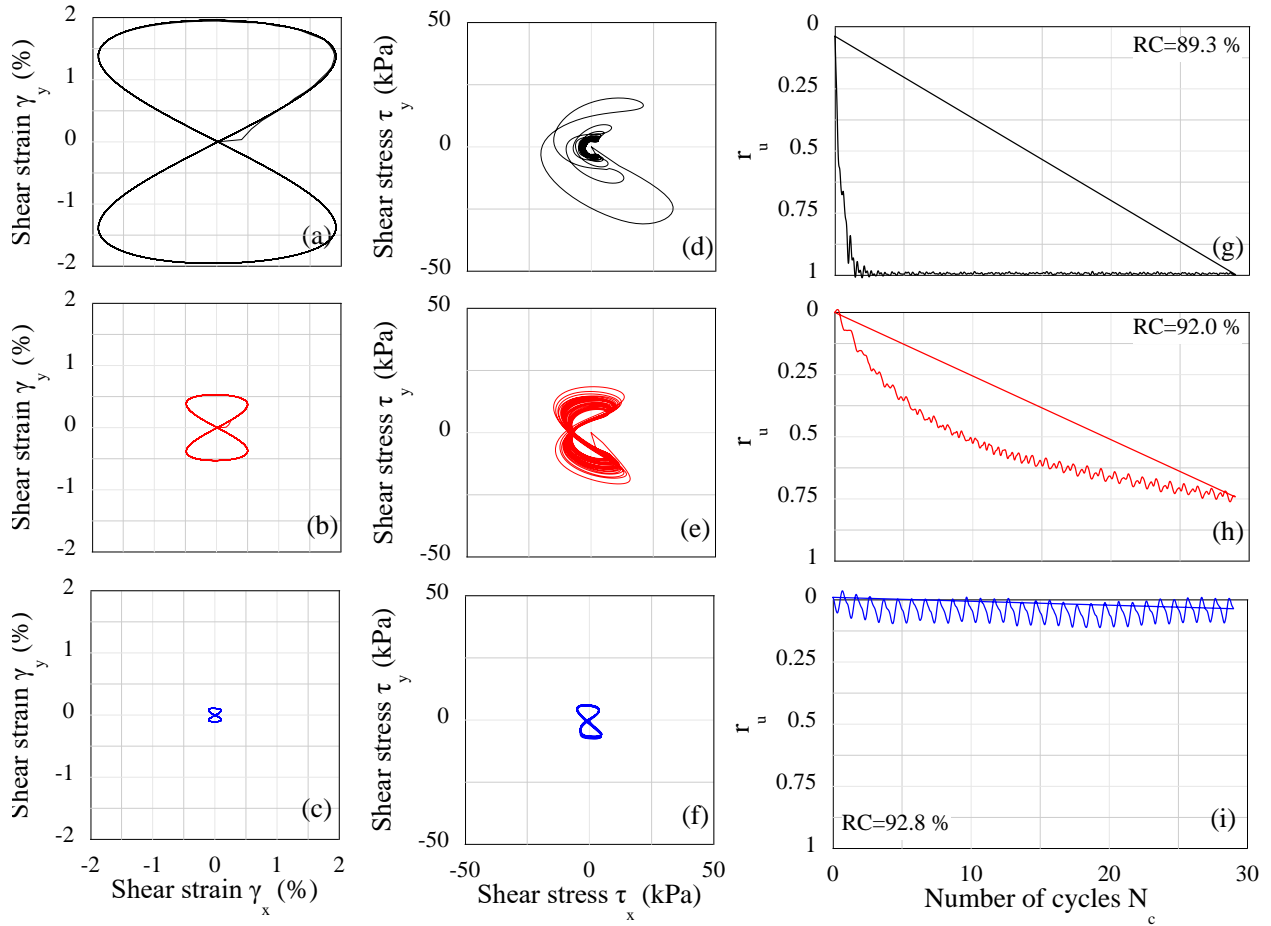 Shear strain γy (%)
2
1
0
-1
-2
(a)
Shear stress τy (kPa)
50
0
-50
(d)
ru
0
0.25
0.5
0.75
1
RC=89.3 %
(g)
Shear strain γy (%)
2
1
0
-1
-2
(b)
Shear stress τy (kPa)
50
0
-50
(e)
ru
0
0.25
0.5
0.75
1
RC=92.0 %
(h)
Shear strain γy (%)
2
1
0
-1
-2
(c)
-2 -1 0 1 2
Shear strain γx (%)
Shear stress τy (kPa)
50
0
-50
(f)
-50 0 50
Shear stress τx (kPa)
ru
0
0.25
0.5
0.75
1
RC=92.8 %
(i)
0 10 20 30
Number of cycles Nc